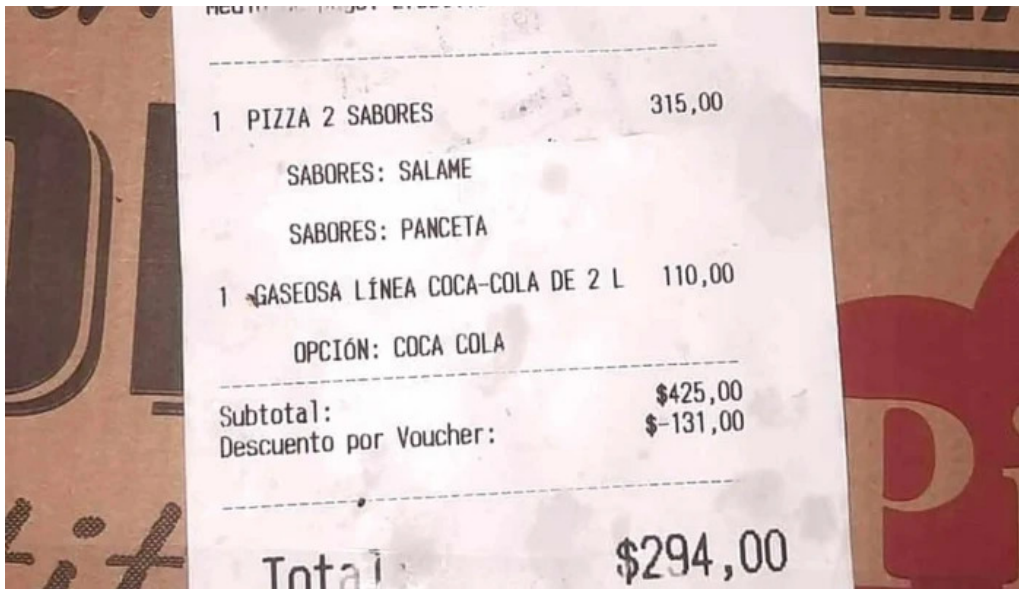 1 PIZZA 2 SABORES 315,00
SABORES: SALAME
SABORES: PANCETA
1 GASEOSA LÍNEA COCA-COLA DE 2 L 110,00
OPCIÓN: COCA COLA
Subtotal: $425,00
Descuento por Voucher: $-131,00
Total: $294,00